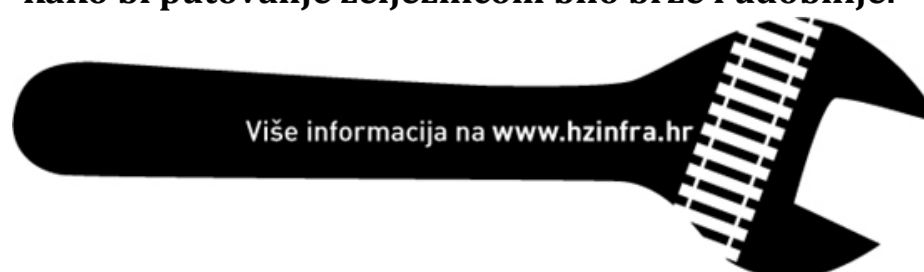 kako bi putovanje željeznicom bilo brže i udobnije.
Više informacija na www.hzinfra.hr